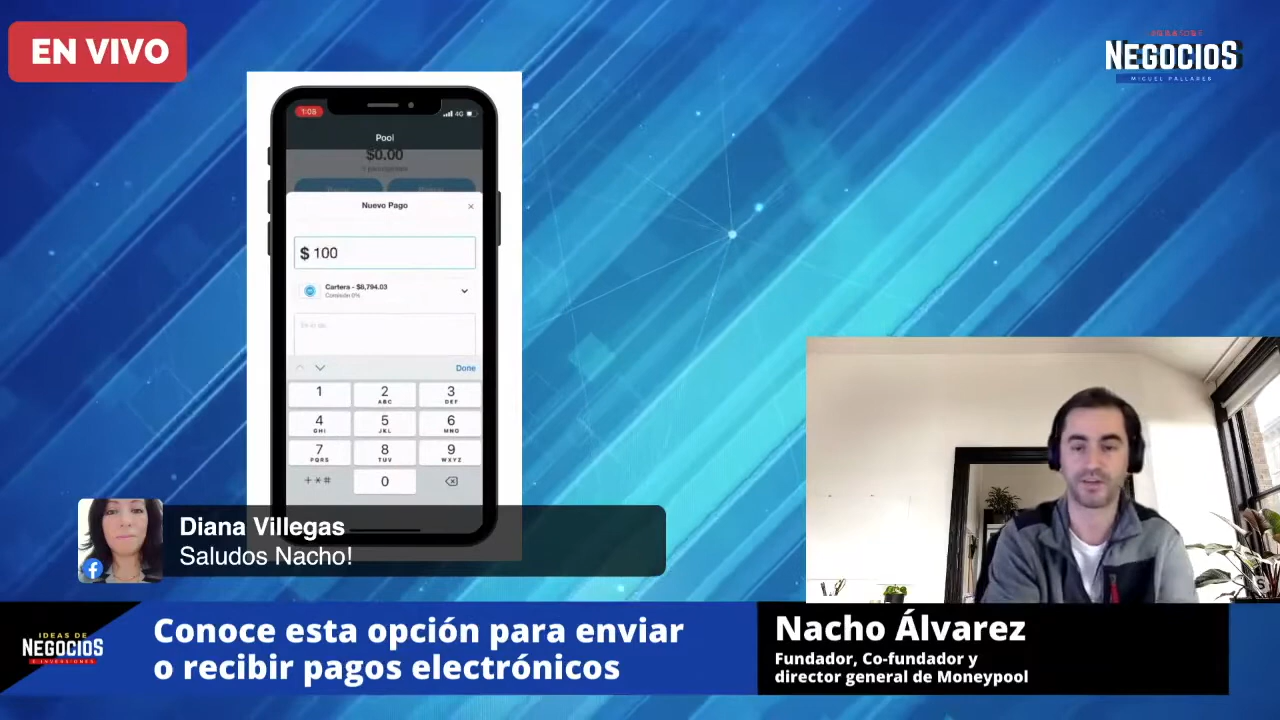 EN VIVO
NEGOCIOS
MIGUEL PALLARES
1:08
4G
Pool
$0.00
Nuevo Pago
×
$ 100
Cartera - $8,794.03
Comisión 0%
Done
1
2
ABC
3
DEF
4
GHI
5
JKL
6
MNO
7
PQRS
8
TUV
9
WXYZ
+*#
0
Diana Villegas
Saludos Nacho!
IDEAS DE
NEGOCIOS
E INVERSIONES
Conoce esta opción para enviar
o recibir pagos electrónicos
Nacho Álvarez
Fundador, Co-fundador y
director general de Moneypool